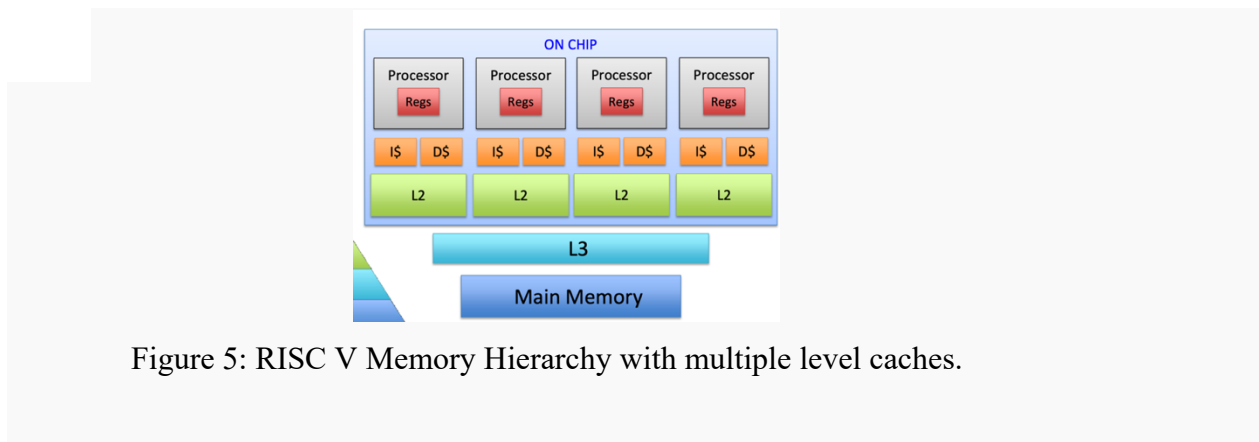 ON CHIP
Processor Processor Processor Processor
Regs Regs Regs Regs
I$ D$ I$ D$ I$ D$ I$ D$
L2 L2 L2 L2
L3
Main Memory
Figure 5: RISC V Memory Hierarchy with multiple level caches.